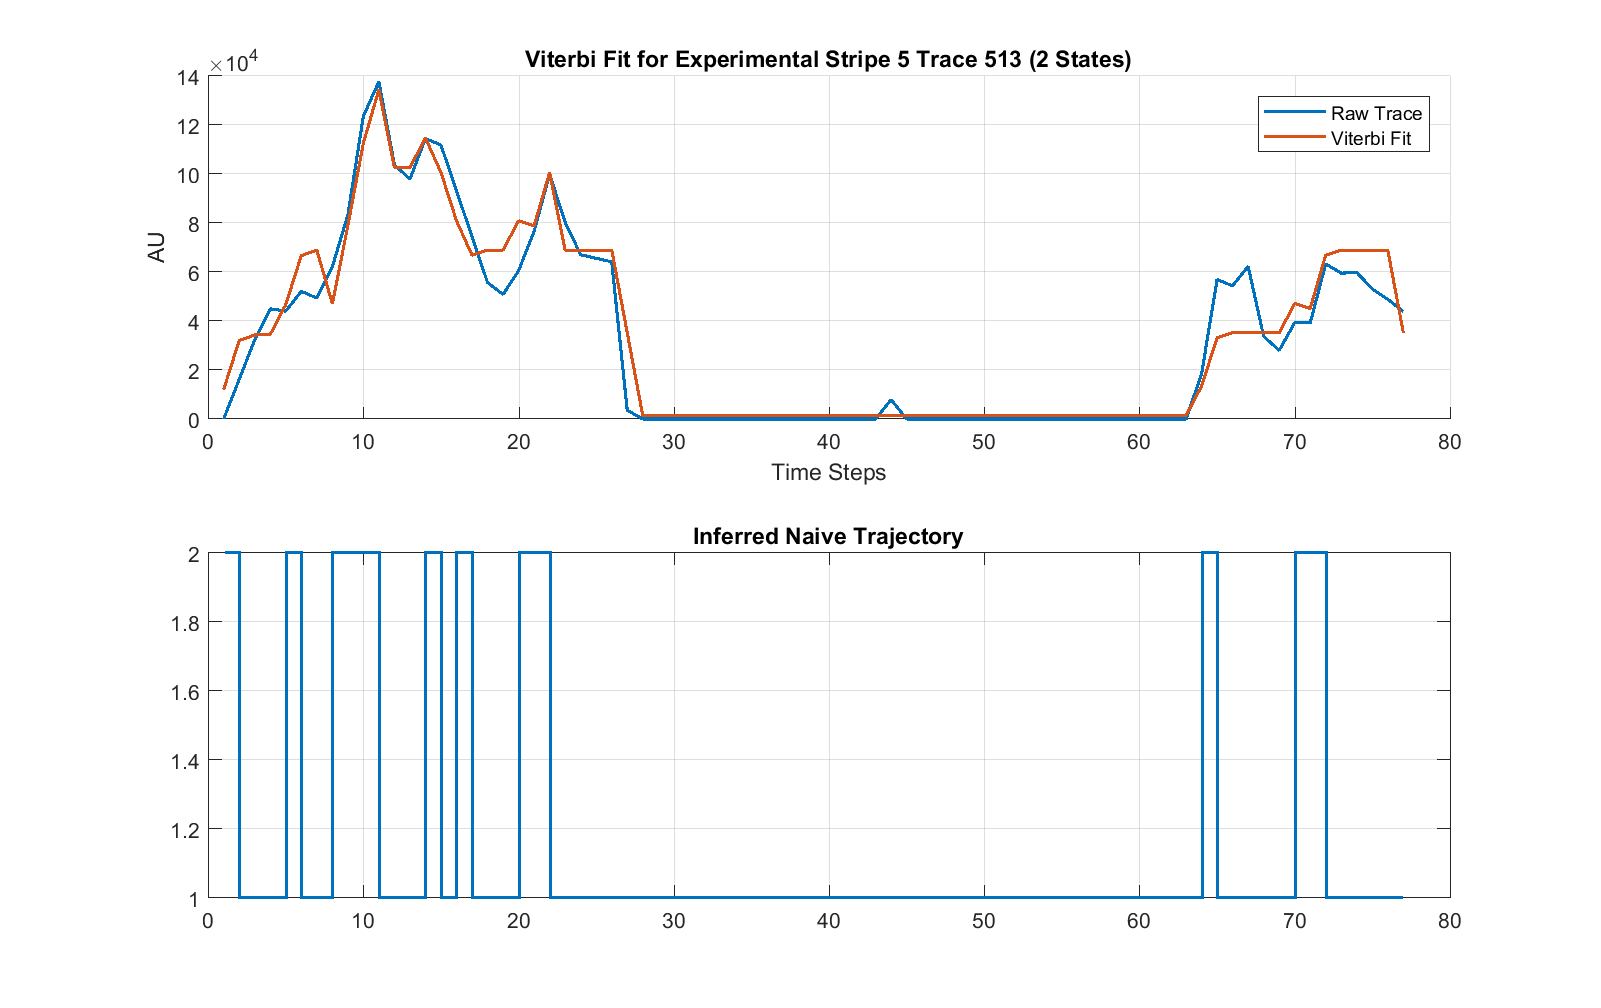 Viterbi Fit for Experimental Stripe 5 Trace 513 (2 States)
×10⁴
14
12
10
8
6
4
2
0
AU
Raw Trace
Viterbi Fit
0 10 20 30 40 50 60 70 80
Time Steps
Inferred Naive Trajectory
2
1.8
1.6
1.4
1.2
1
0 10 20 30 40 50 60 70 80